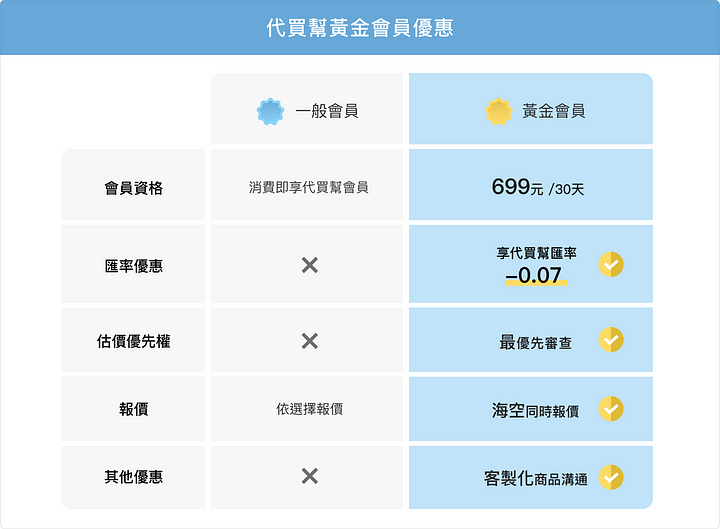 代買幫黃金會員優惠
一般會員
黃金會員
會員資格
消費即享代買幫會員
699元 /30天
匯率優惠
享代買幫匯率
–0.07
估價優先權
最優先審查
報價
依選擇報價
海空同時報價
其他優惠
客製化商品溝通